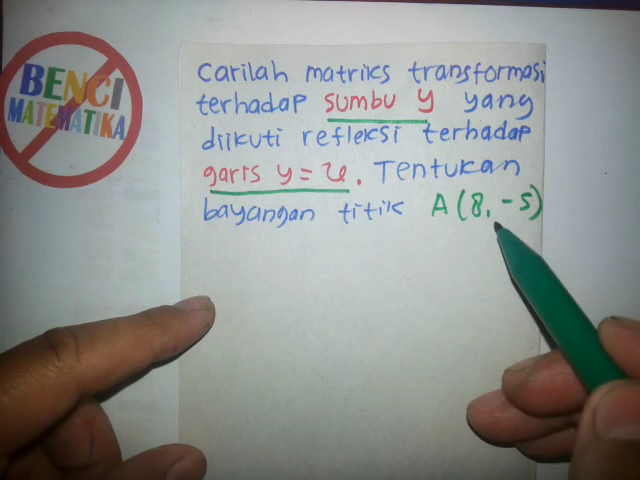 BENCI
MATEMATIKA
Carilah matriks transformasi
terhadap sumbu y yang
diikuti refleksi terhadap
garis y = x. Tentukan
bayangan titik A (8, -5)